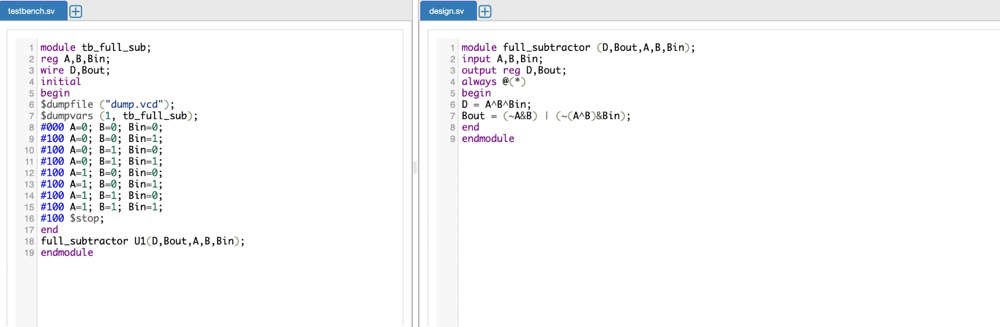 testbench.sv
1 module tb_full_sub;
2 reg A,B,Bin;
3 wire D,Bout;
4 initial
5 begin
6 $dumpfile ("dump.vcd");
7 $dumpvars (1, tb_full_sub);
8 #000 A=0; B=0; Bin=0;
9 #100 A=0; B=0; Bin=1;
10 #100 A=0; B=1; Bin=0;
11 #100 A=0; B=1; Bin=1;
12 #100 A=1; B=0; Bin=0;
13 #100 A=1; B=0; Bin=1;
14 #100 A=1; B=1; Bin=0;
15 #100 A=1; B=1; Bin=1;
16 #100 $stop;
17 end
18 full_subtractor U1(D,Bout,A,B,Bin);
19 endmodule
design.sv
1 module full_subtractor (D,Bout,A,B,Bin);
2 input A,B,Bin;
3 output reg D,Bout;
4 always @(*)
5 begin
6 D = A^B^Bin;
7 Bout = (~A&B) | (~(A^B)&Bin);
8 end
9 endmodule